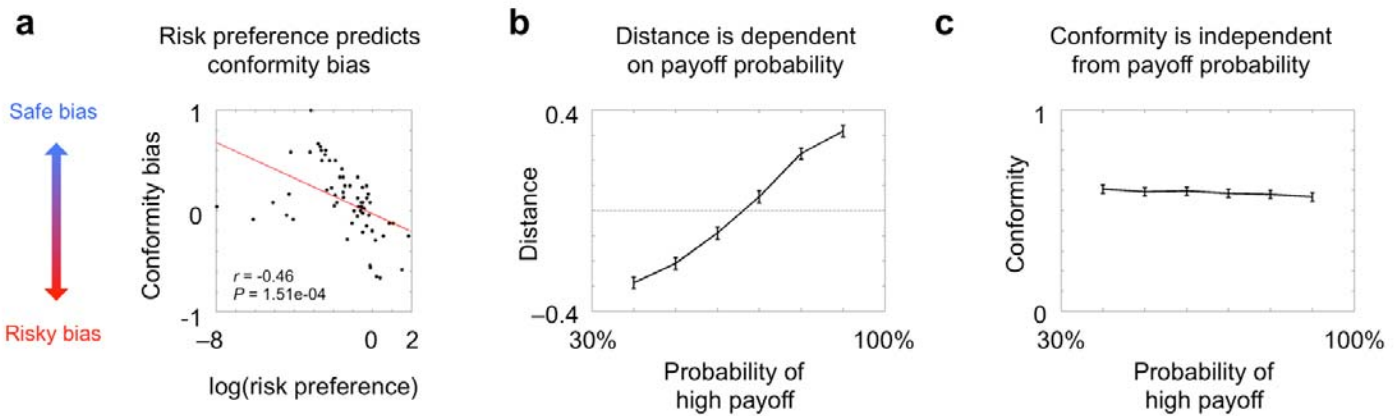 a
Risk preference predicts
conformity bias
Safe bias
Risky bias
Conformity bias
1
0
-1
r = -0.46
P = 1.51e-04
–8
0
2
log(risk preference)
b
Distance is dependent
on payoff probability
Distance
0.4
–0.4
30%
100%
Probability of
high payoff
c
Conformity is independent
from payoff probability
Conformity
1
0
30%
100%
Probability of
high payoff